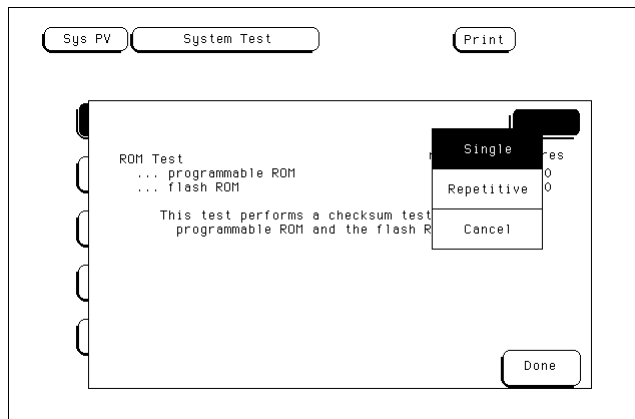 Sys PV System Test Print
Single
ROM Test
... programmable ROM 0
... flash ROM Repetitive 0
This test performs a checksum test
programmable ROM and the flash Cancel
Done